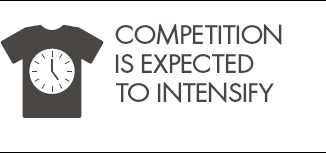 COMPETITION
IS EXPECTED
TO INTENSIFY